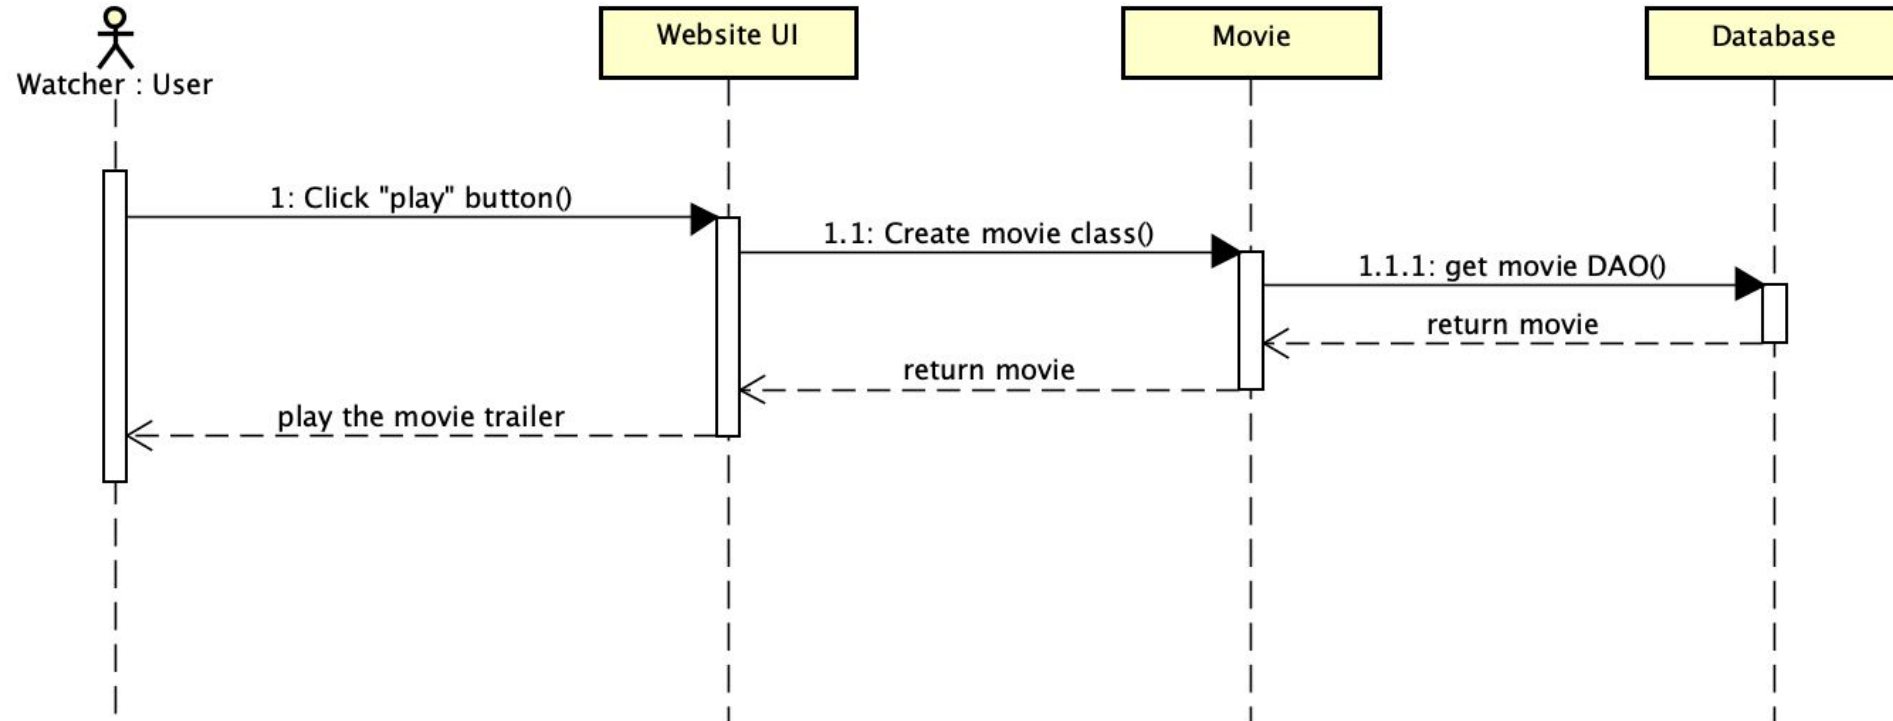 Watcher : User
Website UI
Movie
Database
1: Click "play" button()
1.1: Create movie class()
1.1.1: get movie DAO()
return movie
return movie
play the movie trailer